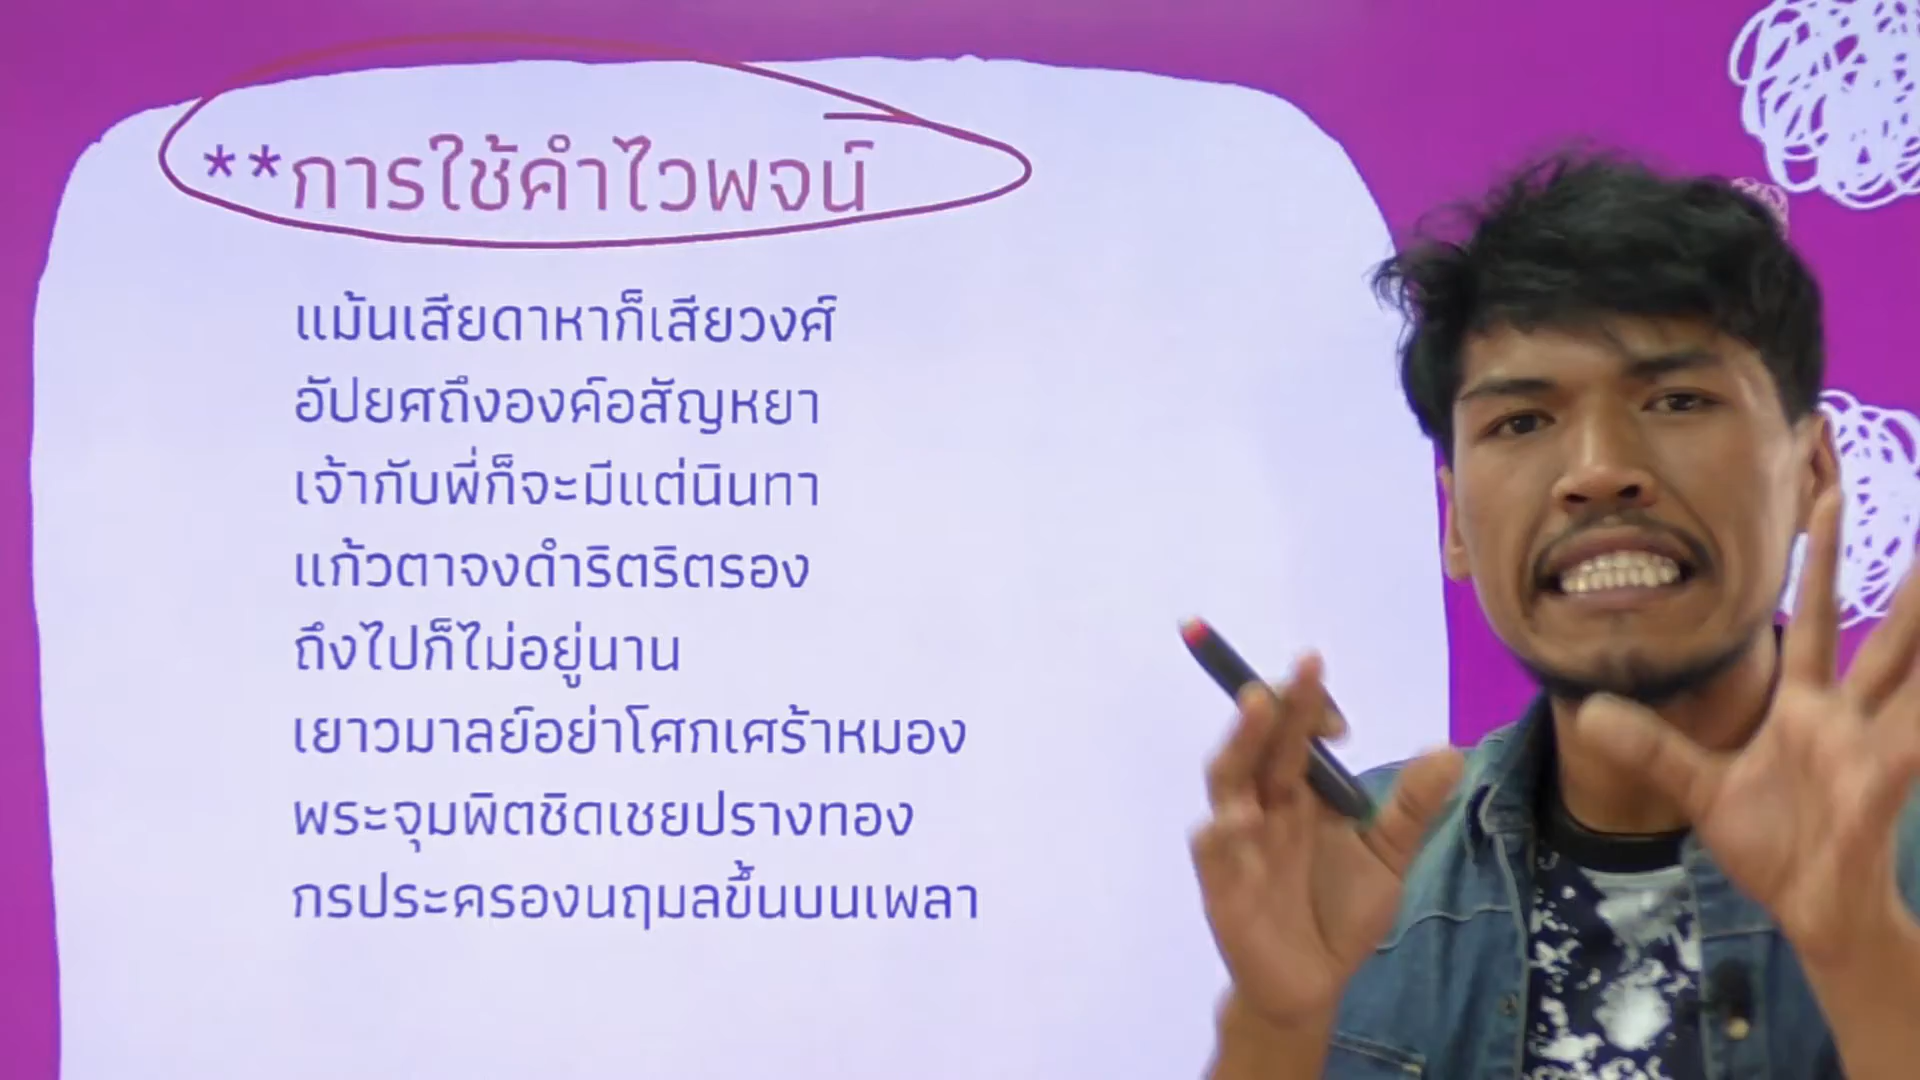 **การใช้คำไวพจน์
แม้นเสียดาหาก็เสียวงศ์
อัปยศถึงองค์อสัญหยา
เจ้ากับพี่ก็จะมีแต่นินทา
แก้วตาจงดำริตริตรอง
ถึงไปก็ไม่อยู่นาน
เยาวมาลย์อย่าโศกเศร้าหมอง
พระจุมพิตชิดเชยปรางทอง
กรประครองนฤมลขึ้นบนเพลา